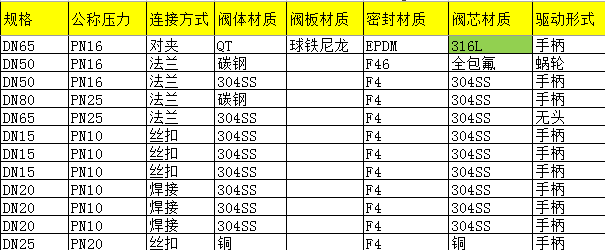 规格 公称压力 连接方式 阀体材质 阀板材质 密封材质 阀芯材质 驱动形式
DN65 PN16 对夹 QT 球铁尼龙 EPDM 316L 手柄
DN50 PN16 法兰 碳钢 F46 全包氟 蜗轮
DN50 PN16 法兰 304SS F4 304SS 手柄
DN80 PN25 法兰 碳钢 F4 304SS 手柄
DN65 PN25 法兰 304SS F4 304SS 无头
DN15 PN10 丝扣 304SS F4 304SS 手柄
DN15 PN10 丝扣 304SS F4 304SS 手柄
DN15 PN10 丝扣 304SS F4 304SS 手柄
DN20 PN10 焊接 304SS F4 304SS 手柄
DN20 PN10 焊接 304SS F4 304SS 手柄
DN20 PN10 焊接 304SS F4 304SS 手柄
DN25 PN20 丝扣 铜 F4 铜 手柄